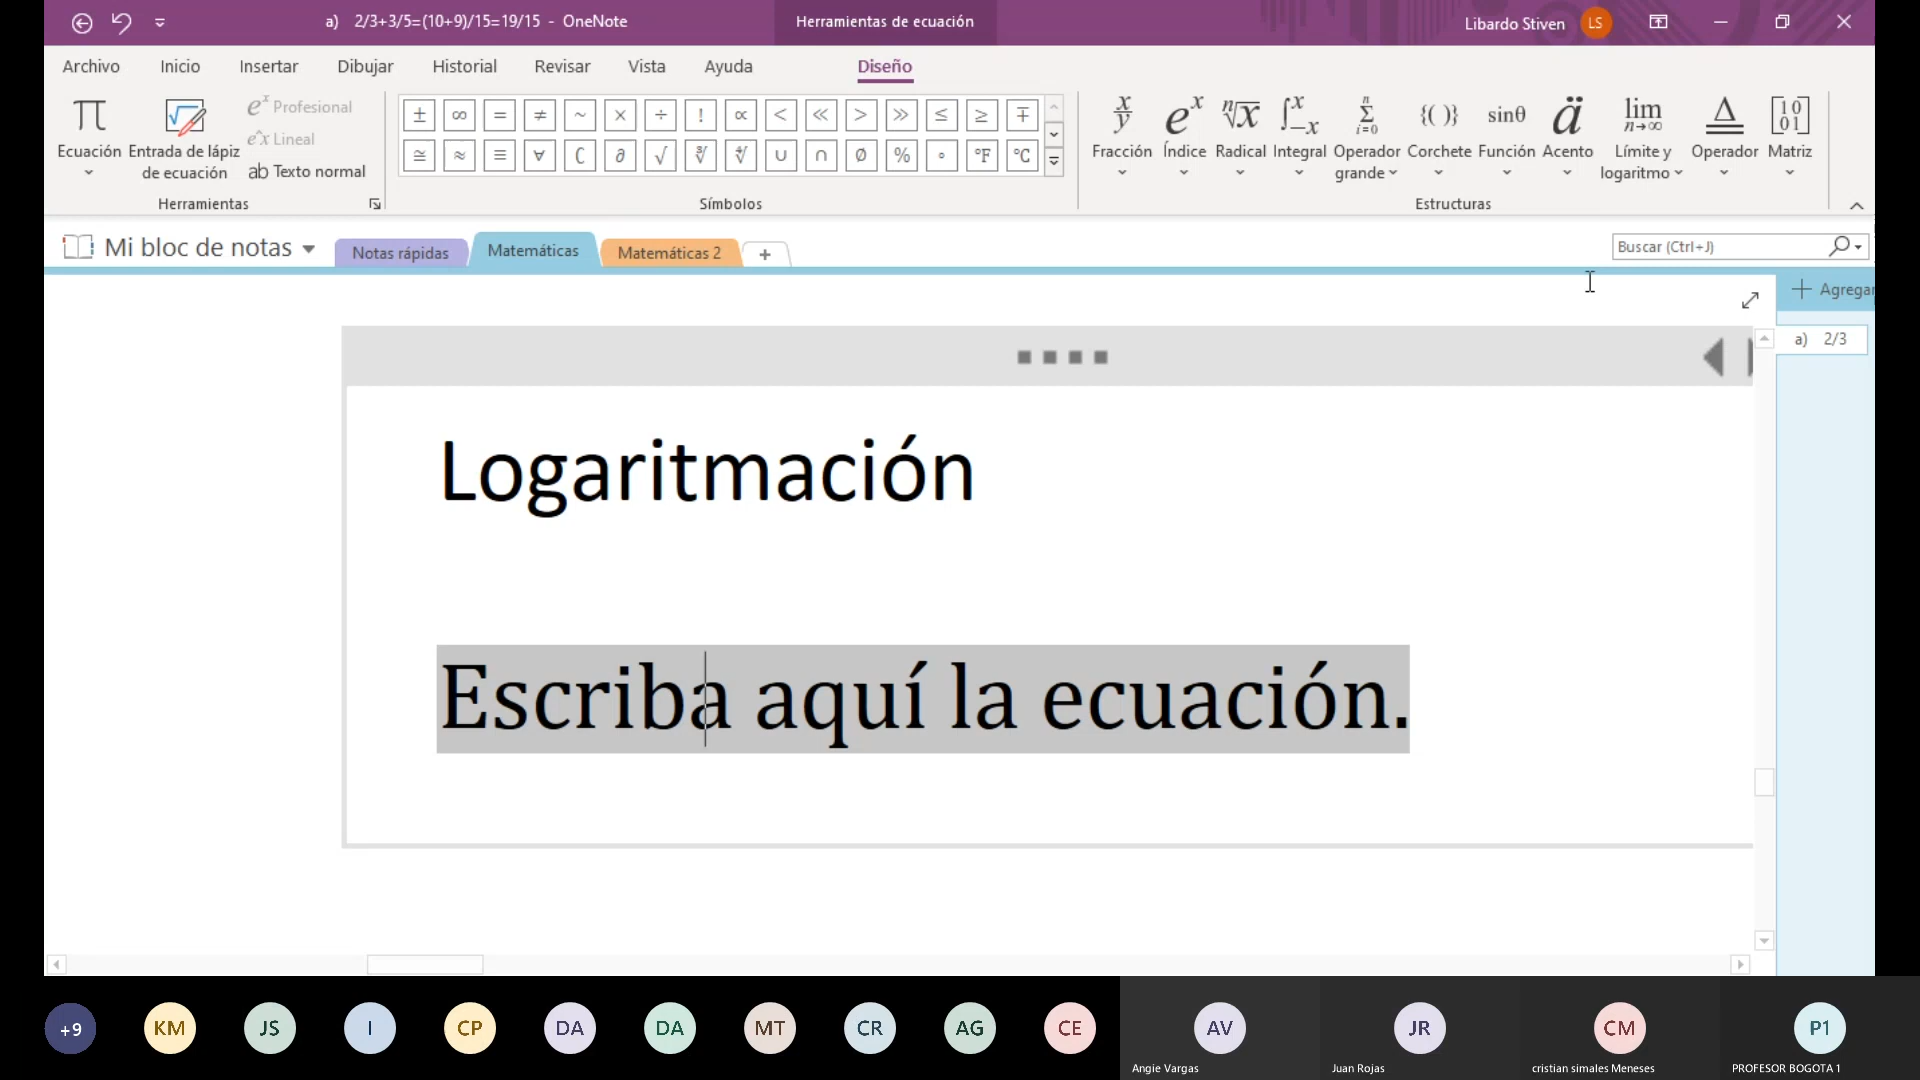 a) 2/3+3/5=(10+9)/15=19/15 - OneNote
Herramientas de ecuación
Libardo Stiven LS
Archivo Inicio Insertar Dibujar Historial Revisar Vista Ayuda Diseño
π Ecuación
Entrada de lápiz
de ecuación
Profesional
Lineal
ab Texto normal
Herramientas
± ∞ = ≠ ~ × ÷ ! ∝ < ≪ > ≫ ≤ ≥ ∓
≅ ≈ ≡ ∀ ∁ ∂ √ ∛ ∜ ∪ ∩ ∅ % ° °F °C
Símbolos
Fracción
Índice
Radical
Integral
Operador
grande
Corchete
sinθ
Función
ä
Acento
lim
n→∞
Límite y
logaritmo
Operador
Matriz
Estructuras
Mi bloc de notas
Notas rápidas
Matemáticas
Matemáticas 2
+
Buscar (Ctrl+J)
Agregar
a) 2/3
Logaritmación
Escriba aquí la ecuación.
+9 KM JS I CP DA DA MT CR AG CE AV JR CM P1
Angie Vargas
Juan Rojas
cristian simales Meneses
PROFESOR BOGOTA 1